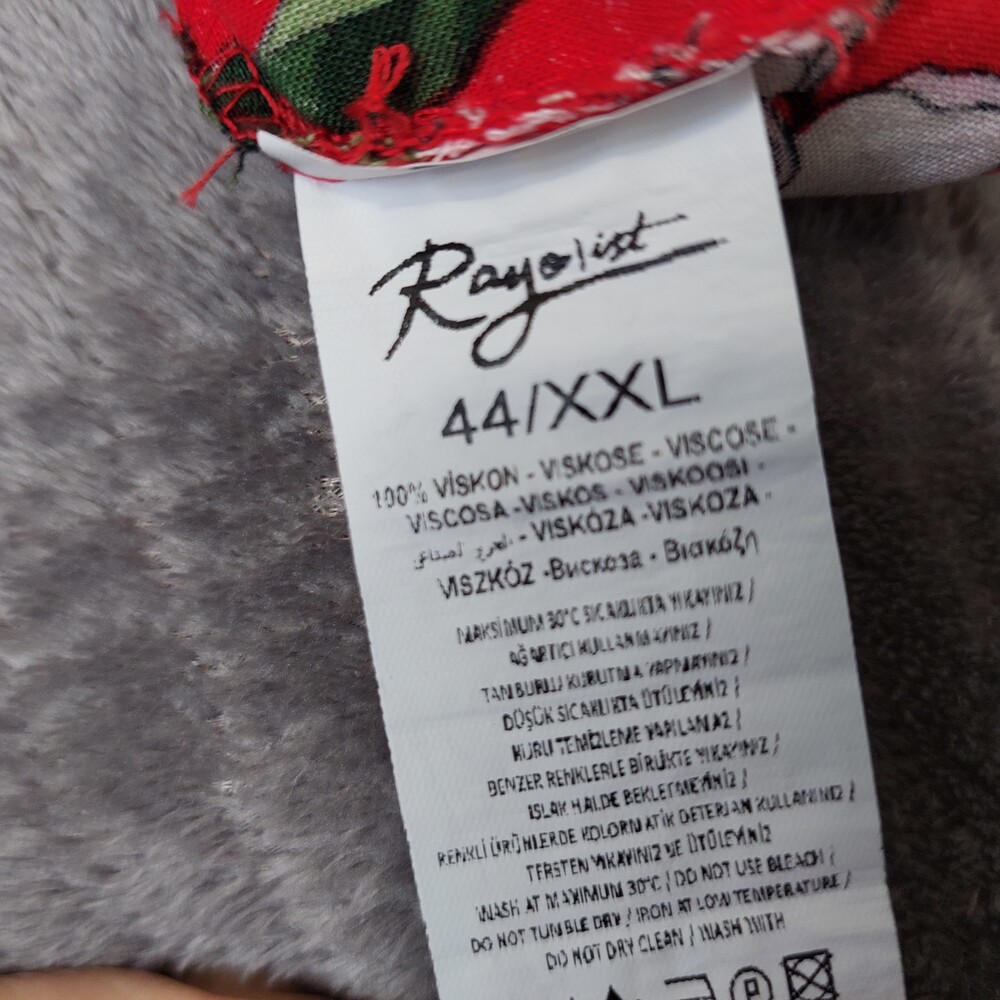 Rayolist
44/XXL
100% VİSKON - VISKOSE - VISCOSE -
VISCOSA -VISKOS - VISKOOSI -
- VISKÓZA -VISKOZA -
VISZKÓZ -Вискоза - Βισκόζη
MAKSİMUM 30°C SICAKLIKTA YIKAYINIZ /
AĞARTICI KULLANMAYINIZ /
TAMBURLU KURUTMA YAPMAYINIZ /
DÜŞÜK SICAKLIKTA ÜTÜLEYİNİZ /
KURU TEMİZLEME YAPILAMAZ /
BENZER RENKLERLE BİRLİKTE YIKAYINIZ /
ISLAK HALDE BEKLETMEYİNİZ /
RENKLİ ÜRÜNLERDE KOLORMATİK DETERJAN KULLANINIZ /
TERSTEN YIKAYINIZ VE ÜTÜLEYİNİZ
WASH AT MAXIMUM 30°C / DO NOT USE BLEACH /
DO NOT TUMBLE DRY / IRON AT LOW TEMPERATURE /
DO NOT DRY CLEAN / WASH WITH